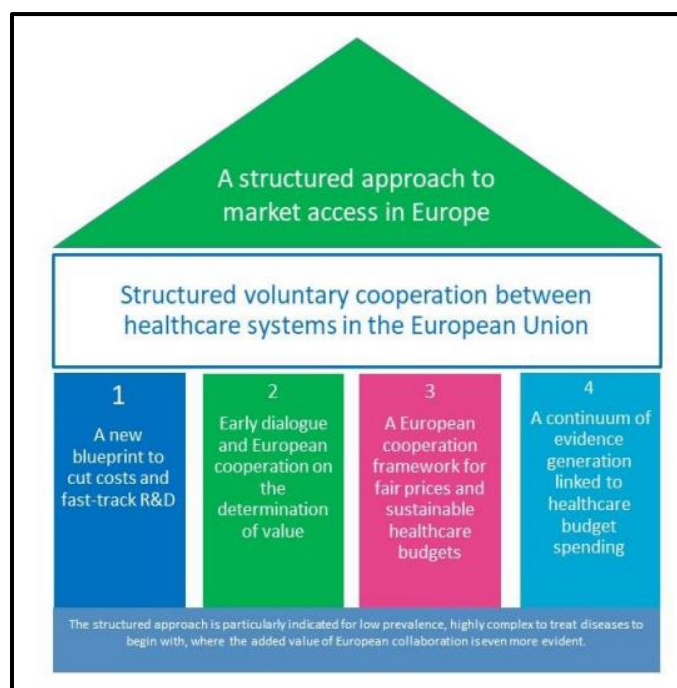 A structured approach to
market access in Europe
Structured voluntary cooperation between
healthcare systems in the European Union
1
A new
blueprint to
cut costs and
fast-track R&D
2
Early dialogue
and European
cooperation on
the
determination
of value
3
A European
cooperation
framework for
fair prices and
sustainable
healthcare
budgets
4
A continuum of
evidence
generation
linked to
healthcare
budget
spending
The structured approach is particularly indicated for low prevalence, highly complex to treat diseases to
begin with, where the added value of European collaboration is even more evident.